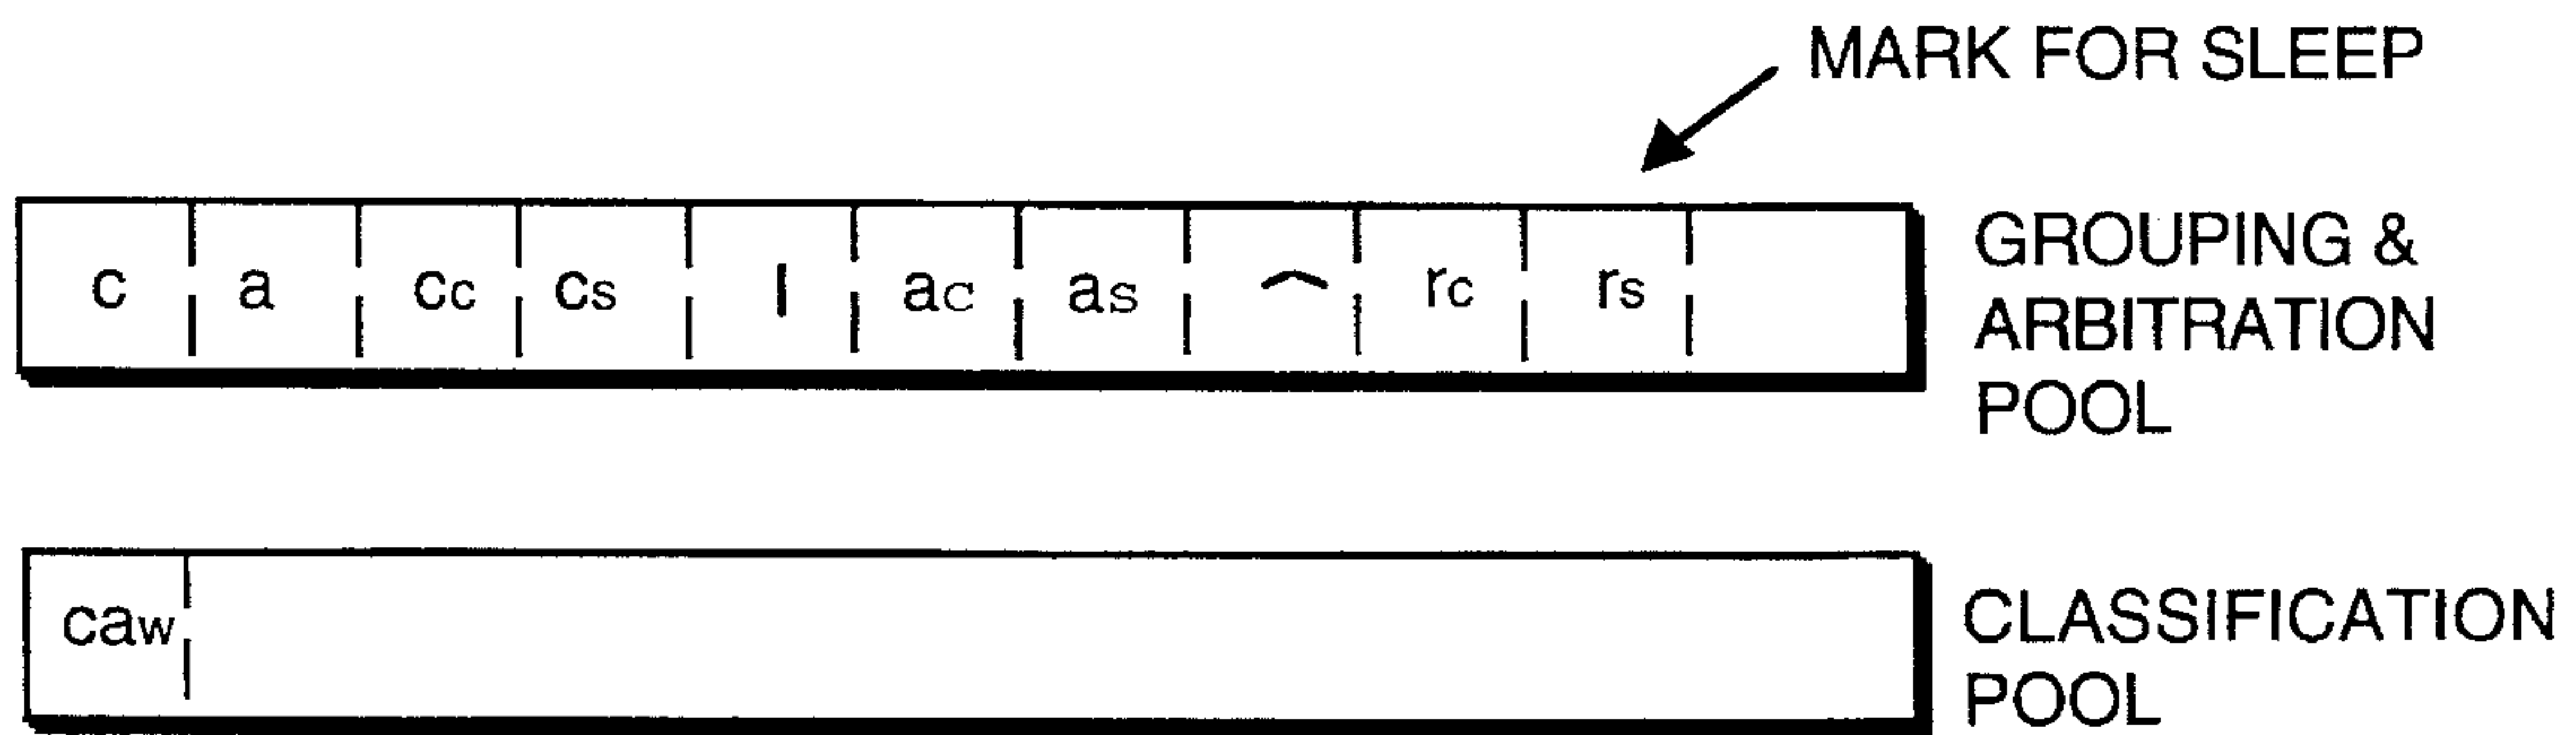 MARK FOR SLEEP
c a cc cs ı ac as ⌢ rc rs
GROUPING &
ARBITRATION
POOL
caw
CLASSIFICATION
POOL